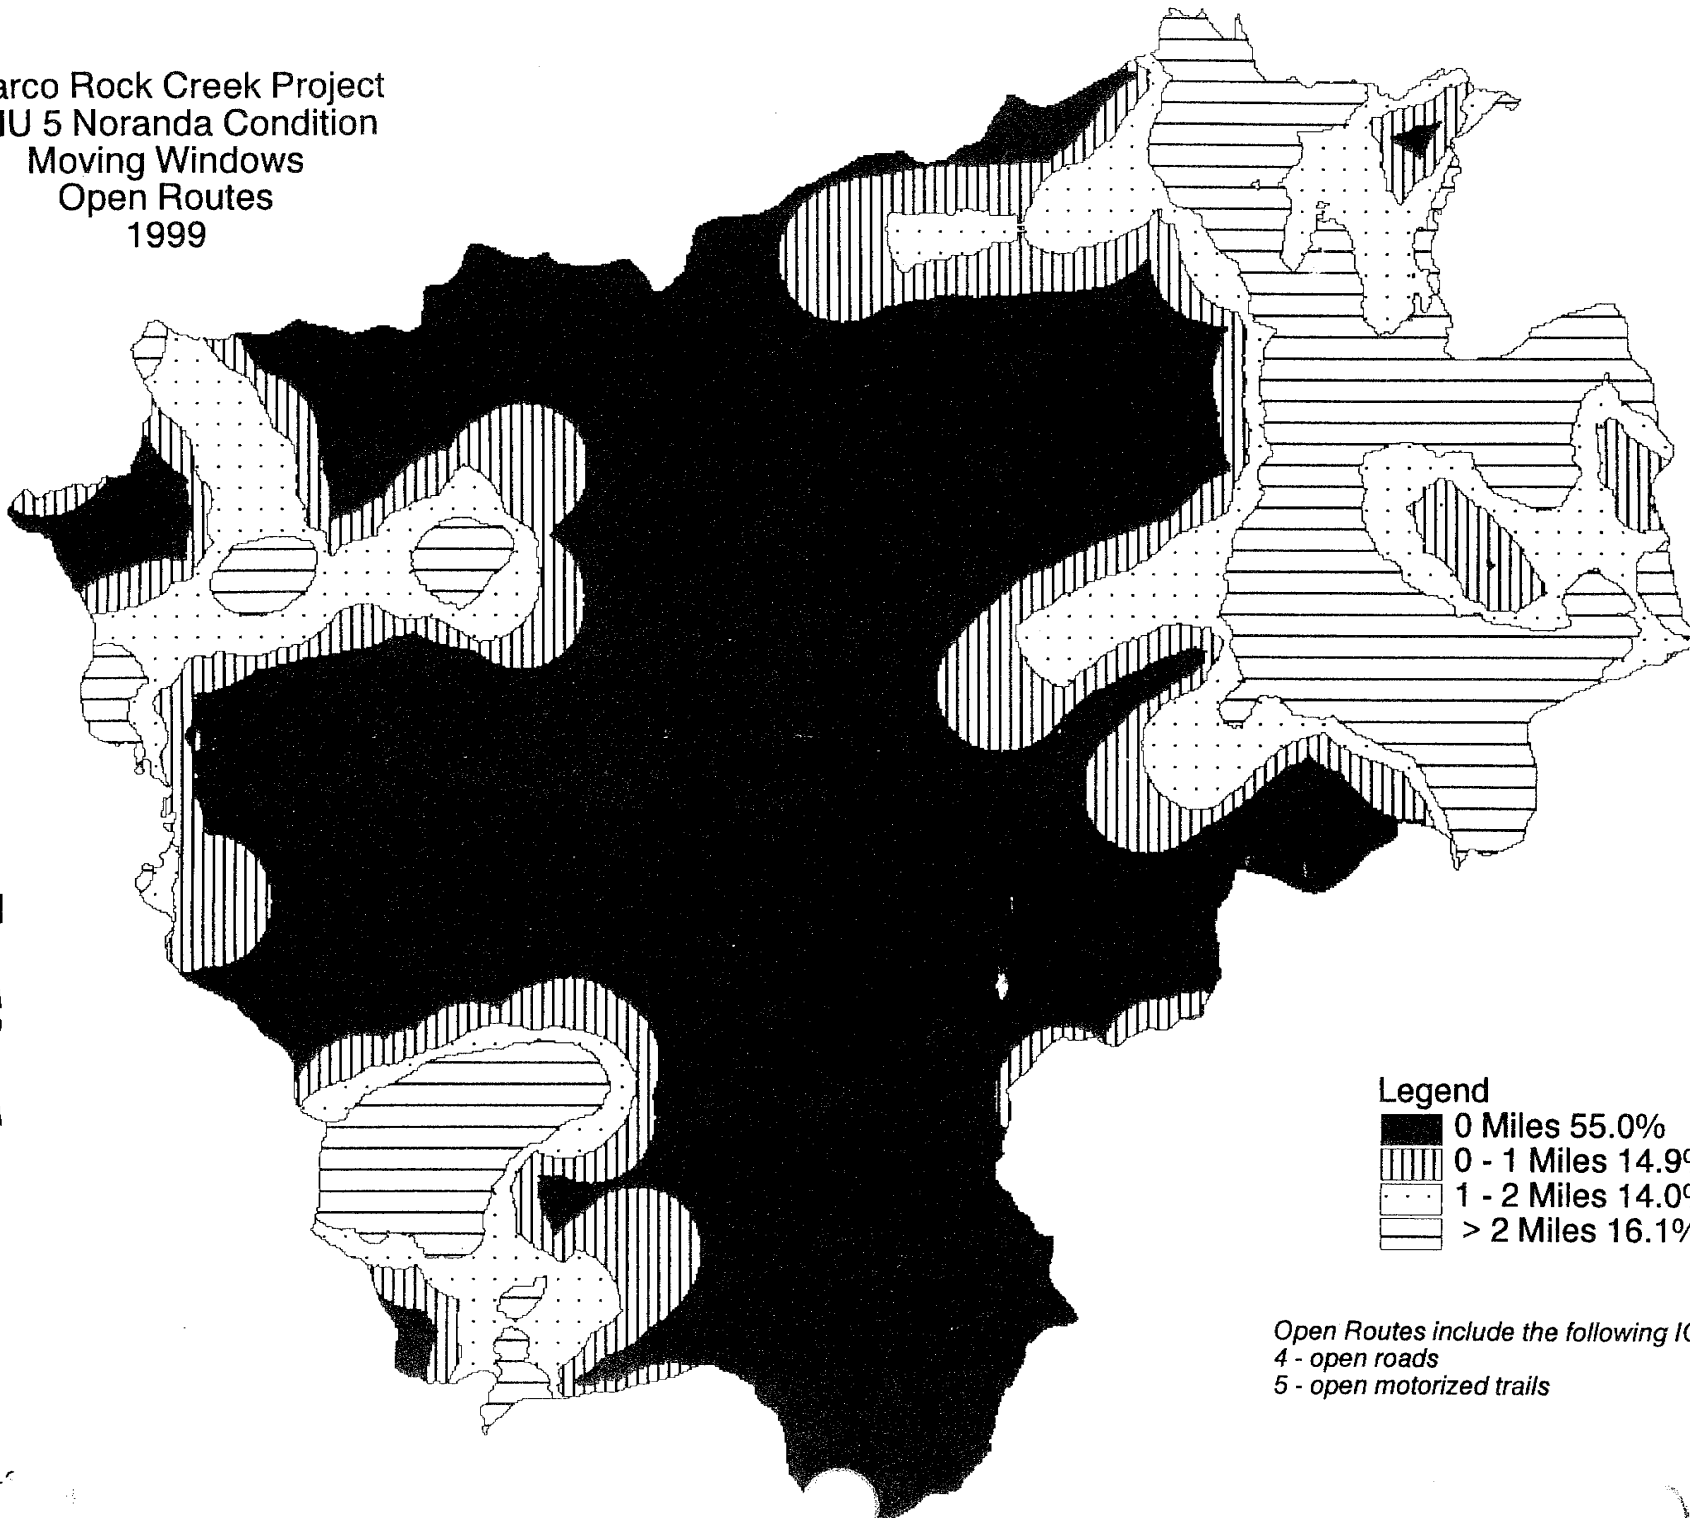 arco Rock Creek Project
IU 5 Noranda Condition
Moving Windows
Open Routes
1999
Legend
0 Miles 55.0%
0 - 1 Miles 14.9
1 - 2 Miles 14.0
> 2 Miles 16.1%
Open Routes include the following
4 - open roads
5 - open motorized trails